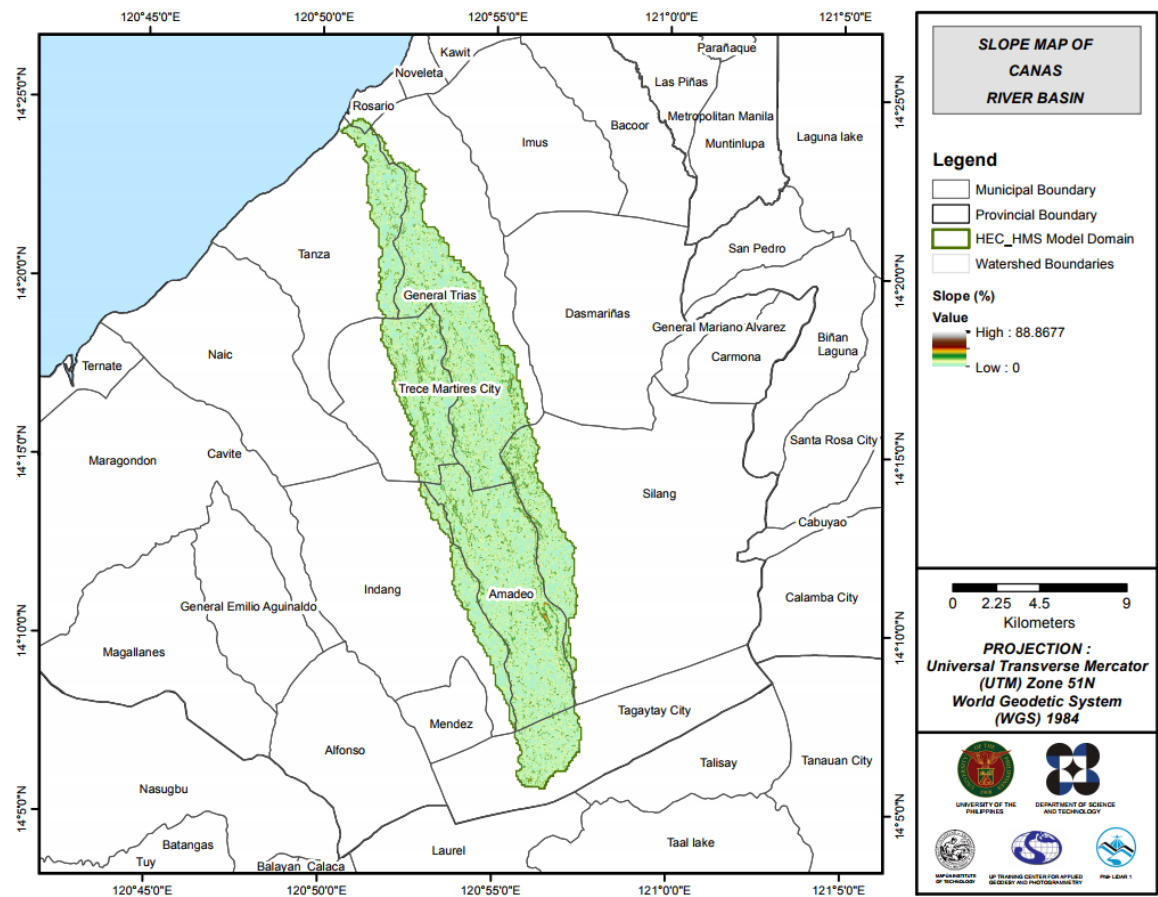 120°45'0"E
120°50'0"E
120°55'0"E
121°0'0"E
121°5'0"E
14°25'0"N
14°20'0"N
14°15'0"N
14°10'0"N
14°5'0"N
Kawit
Parañaque
Noveleta
Las Piñas
Rosario
Metropolitan Manila
Bacoor
Laguna lake
Imus
Muntinlupa
San Pedro
Tanza
General Trias
Dasmariñas
General Mariano Alvarez
Biñan
Laguna
Naic
Carmona
Ternate
Trece Martires City
Santa Rosa City
Cavite
Maragondon
Silang
Cabuyao
Indang
Amadeo
Calamba City
General Emilio Aguinaldo
Magallanes
Tagaytay City
Mendez
Alfonso
Talisay
Tanauan City
Nasugbu
Batangas
Laurel
Taal lake
Tuy
Balayan
Calaca
14°25'0"N
14°20'0"N
14°15'0"N
14°10'0"N
14°5'0"N
120°45'0"E
120°50'0"E
120°55'0"E
121°0'0"E
121°5'0"E
SLOPE MAP OF
CANAS
RIVER BASIN
Legend
Municipal Boundary
Provincial Boundary
HEC_HMS Model Domain
Watershed Boundaries
Slope (%)
Value
High : 88.8677
Low : 0
0 2.25 4.5 9
Kilometers
PROJECTION :
Universal Transverse Mercator
(UTM) Zone 51N
World Geodetic System
(WGS) 1984
UNIVERSITY OF THE
PHILIPPINES
DEPARTMENT OF SCIENCE
AND TECHNOLOGY
MAPUA INSTITUTE
OF TECHNOLOGY
UP TRAINING CENTER FOR APPLIED
GEODESY AND PHOTOGRAMMETRY
PHIL LIDAR 1